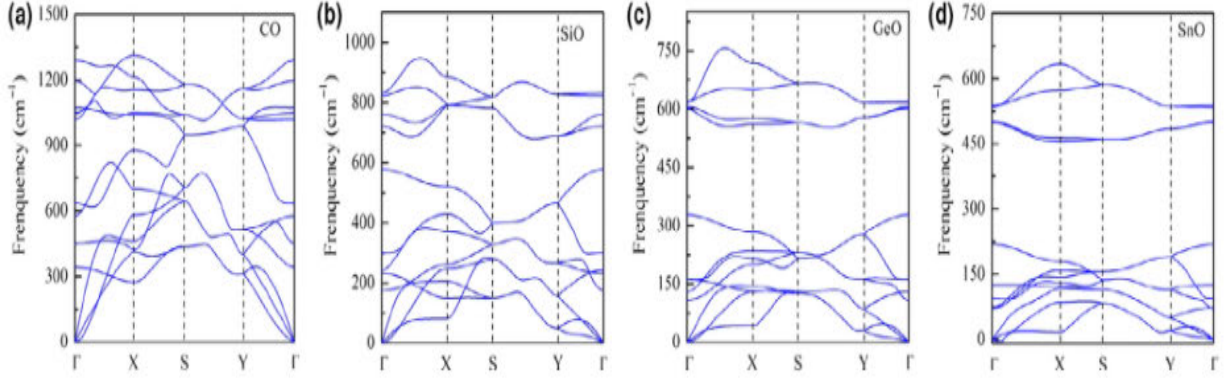 (a)
CO
Frenquency (cm⁻¹)
1500
1200
900
600
300
0
Γ X S Y Γ
(b)
SiO
Frenquency (cm⁻¹)
1000
800
600
400
200
0
Γ X S Y Γ
(c)
GeO
Frenquency (cm⁻¹)
750
600
450
300
150
0
Γ X S Y Γ
(d)
SnO
Frenquency (cm⁻¹)
750
600
450
300
150
0
Γ X S Y Γ